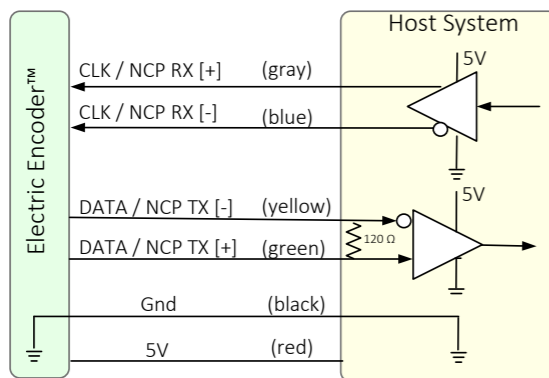 Host System
5V
CLK / NCP RX [+] (gray)
CLK / NCP RX [-] (blue)
Electric Encoder™
5V
DATA / NCP TX [-] (yellow)
120 Ω
DATA / NCP TX [+] (green)
Gnd (black)
5V (red)